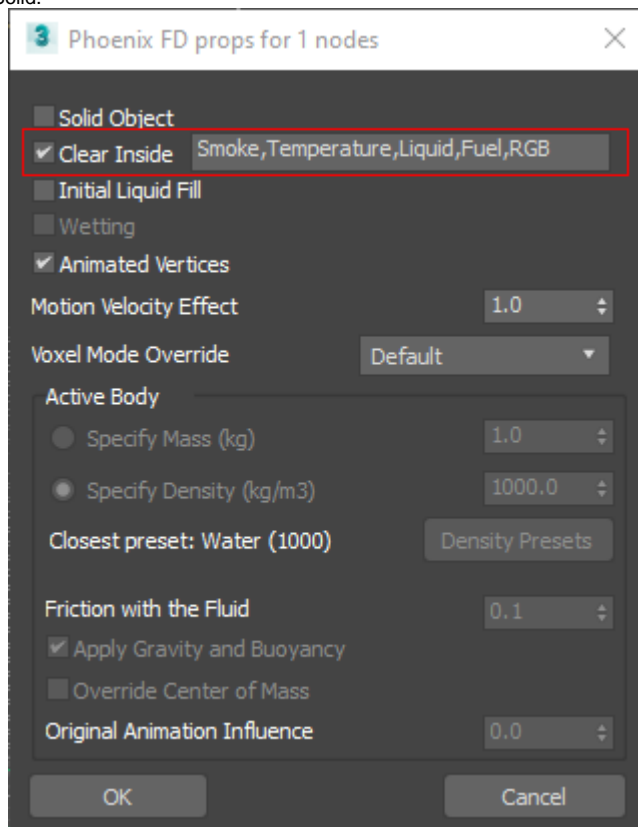 solid.
3 Phoenix FD props for 1 nodes
Solid Object
Clear Inside Smoke,Temperature,Liquid,Fuel,RGB
Initial Liquid Fill
Wetting
Animated Vertices
Motion Velocity Effect 1.0
Voxel Mode Override Default
Active Body
Specify Mass (kg) 1.0
Specify Density (kg/m3) 1000.0
Closest preset: Water (1000) Density Presets
Friction with the Fluid 0.1
Apply Gravity and Buoyancy
Override Center of Mass
Original Animation Influence 0.0
OK Cancel